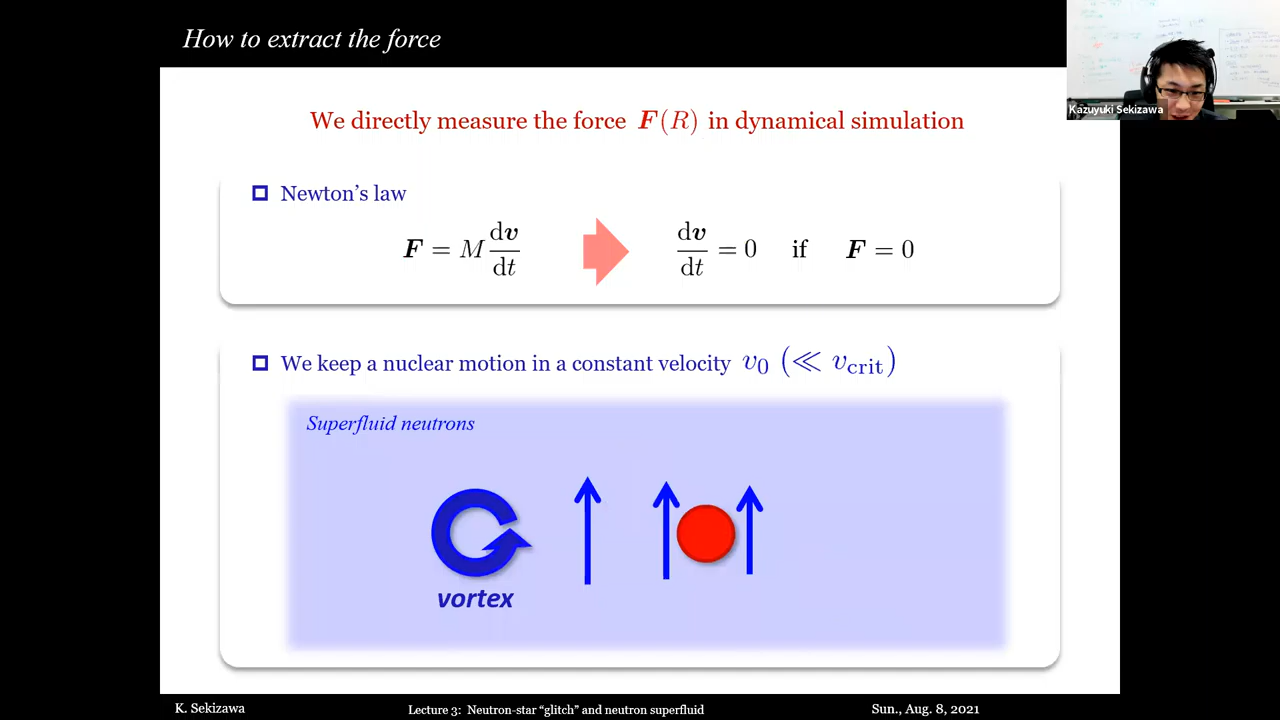 How to extract the force
Kazuyuki Sekizawa
We directly measure the force F(R) in dynamical simulation
Newton's law
F = M dv/dt    dv/dt = 0 if F = 0
We keep a nuclear motion in a constant velocity v₀ (≪ v_crit)
Superfluid neutrons
vortex
K. Sekizawa    Lecture 3: Neutron-star “glitch” and neutron superfluid    Sun., Aug. 8, 2021